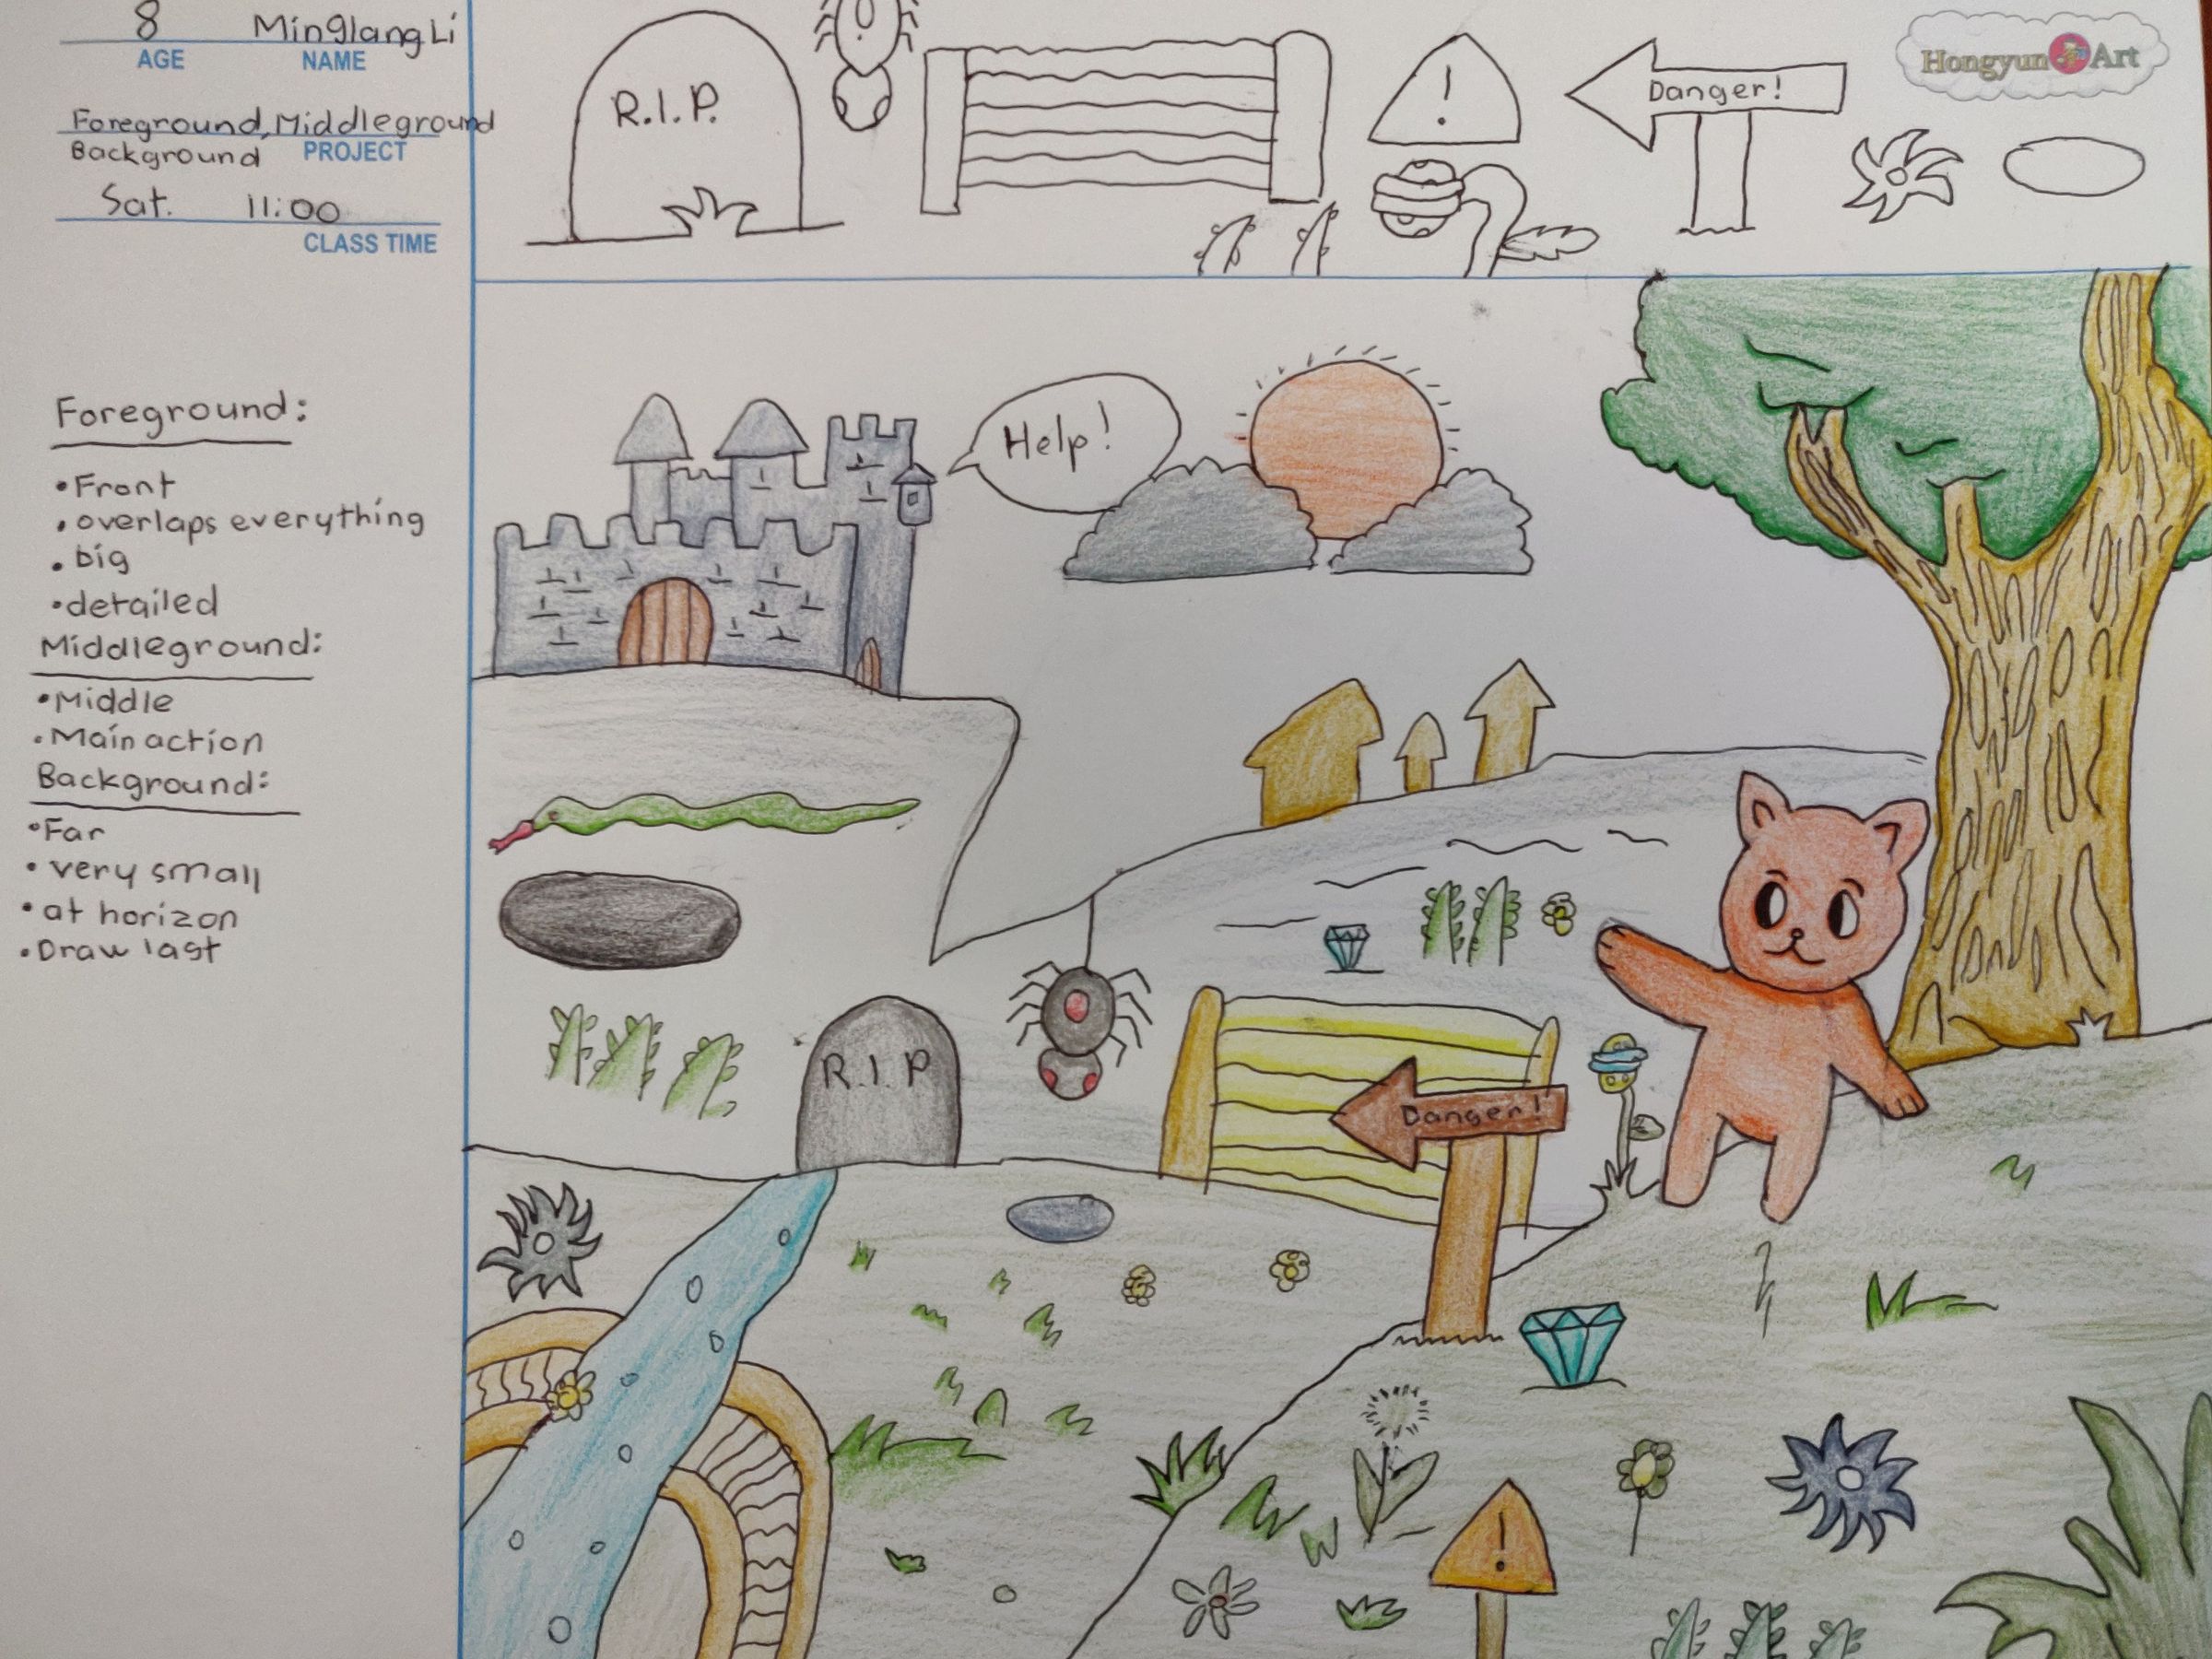 8 Minglang Li
AGE NAME
Foreground, Middleground
Background PROJECT
Sat. 11:00
CLASS TIME
R.I.P.
!
Danger!
Hongyun Art
Foreground:
•Front
•overlaps everything
•big
•detailed
Middleground:
•Middle
•Main action
Background:
•Far
•very small
•at horizon
•Draw last
Help!
R.I.P
Danger!
!